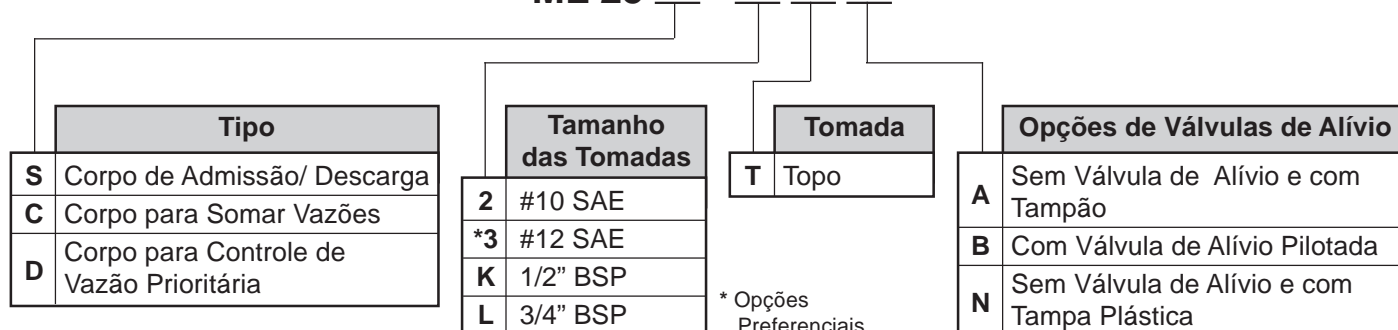 Tipo
S Corpo de Admissão/ Descarga
C Corpo para Somar Vazões
D Corpo para Controle de
Vazão Prioritária
Tamanho
das Tomadas
2 #10 SAE
*3 #12 SAE
K 1/2” BSP
L 3/4” BSP
Tomada
T Topo
* Opções
Preferenciais
Opções de Válvulas de Alívio
A Sem Válvula de Alívio e com
Tampão
B Com Válvula de Alívio Pilotada
N Sem Válvula de Alívio e com
Tampa Plástica